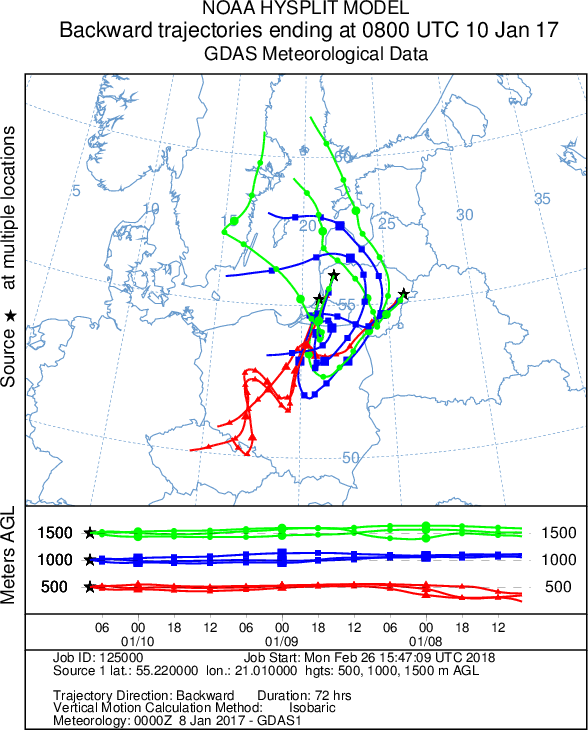 NOAA HYSPLIT MODEL
Backward trajectories ending at 0800 UTC 10 Jan 17
GDAS Meteorological Data
Source ★ at multiple locations
5
10
15
20
25
30
35
60
55
50
Meters AGL
1500 1500
1000 1000
500 500
06 00 18 12 06 00 18 12 06 00 18 12
01/10 01/09 01/08
Job ID: 125000 Job Start: Mon Feb 26 15:47:09 UTC 2018
Source 1 lat.: 55.220000 lon.: 21.010000 hgts: 500, 1000, 1500 m AGL
Trajectory Direction: Backward Duration: 72 hrs
Vertical Motion Calculation Method: Isobaric
Meteorology: 0000Z 8 Jan 2017 - GDAS1